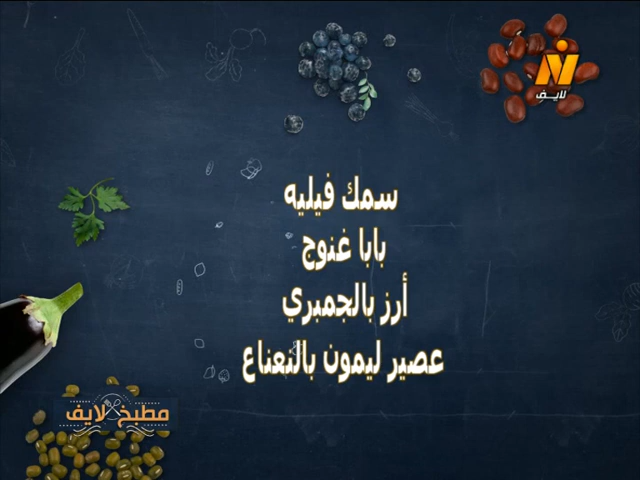 لايف
سمك فيليه
بابا غنوج
أرز بالجمبري
عصير ليمون بالنعناع
مطبخ لايف